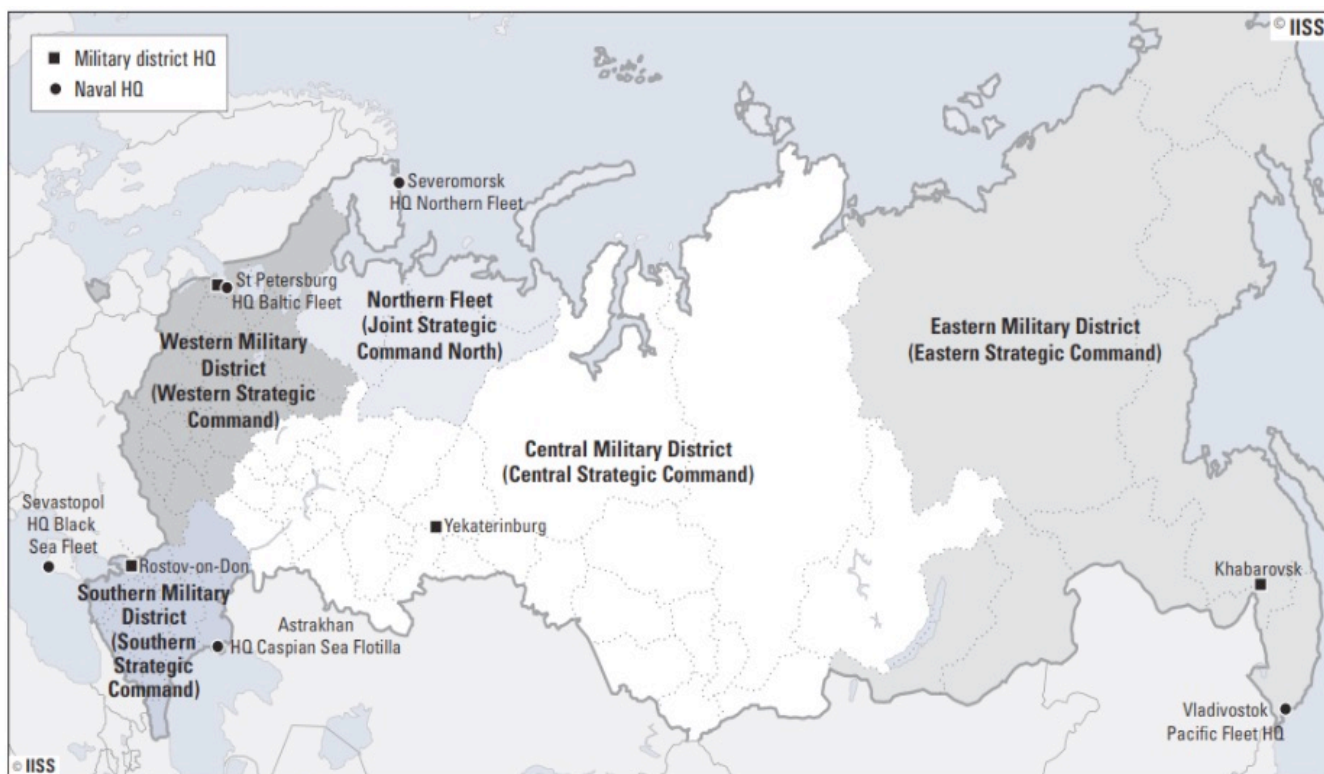 © IISS
Military district HQ
Naval HQ
Severomorsk
HQ Northern Fleet
St Petersburg
HQ Baltic Fleet
Northern Fleet
(Joint Strategic
Command North)
Western Military
District
(Western Strategic
Command)
Eastern Military District
(Eastern Strategic Command)
Central Military District
(Central Strategic Command)
Sevastopol
HQ Black
Sea Fleet
Yekaterinburg
Rostov-on-Don
Khabarovsk
Southern Military
District
(Southern
Strategic
Command)
Astrakhan
HQ Caspian Sea Flotilla
Vladivostok
Pacific Fleet HQ
© IISS